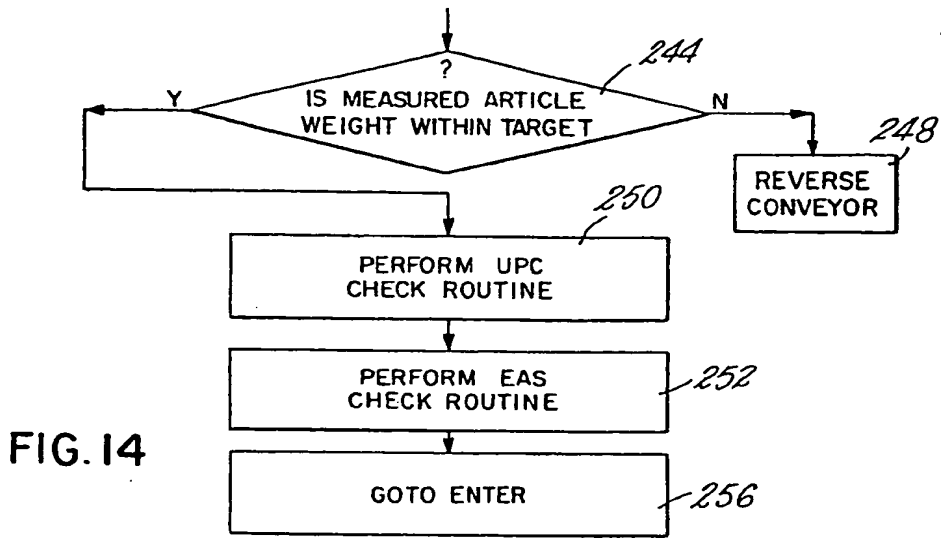 244
?
IS MEASURED ARTICLE
WEIGHT WITHIN TARGET
Y
N
248
REVERSE
CONVEYOR
250
PERFORM UPC
CHECK ROUTINE
PERFORM EAS
CHECK ROUTINE
252
FIG.14
GOTO ENTER
256